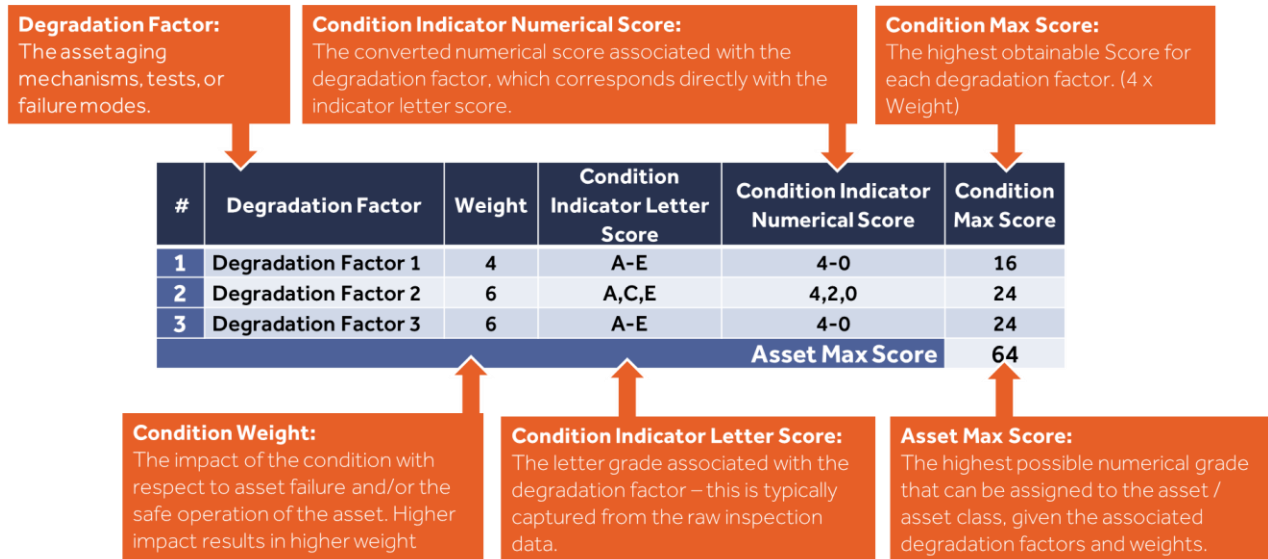 Degradation Factor:
The asset aging
mechanisms, tests, or
failure modes.
Condition Indicator Numerical Score:
The converted numerical score associated with the
degradation factor, which corresponds directly with the
indicator letter score.
Condition Max Score:
The highest obtainable Score for
each degradation factor. (4 x
Weight)
# Degradation Factor Weight Condition Indicator Letter Score Condition Indicator Numerical Score Condition Max Score
1 Degradation Factor 1 4 A-E 4-0 16
2 Degradation Factor 2 6 A,C,E 4,2,0 24
3 Degradation Factor 3 6 A-E 4-0 24
Asset Max Score 64
Condition Weight:
The impact of the condition with
respect to asset failure and/or the
safe operation of the asset. Higher
impact results in higher weight
Condition Indicator Letter Score:
The letter grade associated with the
degradation factor – this is typically
captured from the raw inspection
data.
Asset Max Score:
The highest possible numerical grade
that can be assigned to the asset /
asset class, given the associated
degradation factors and weights.